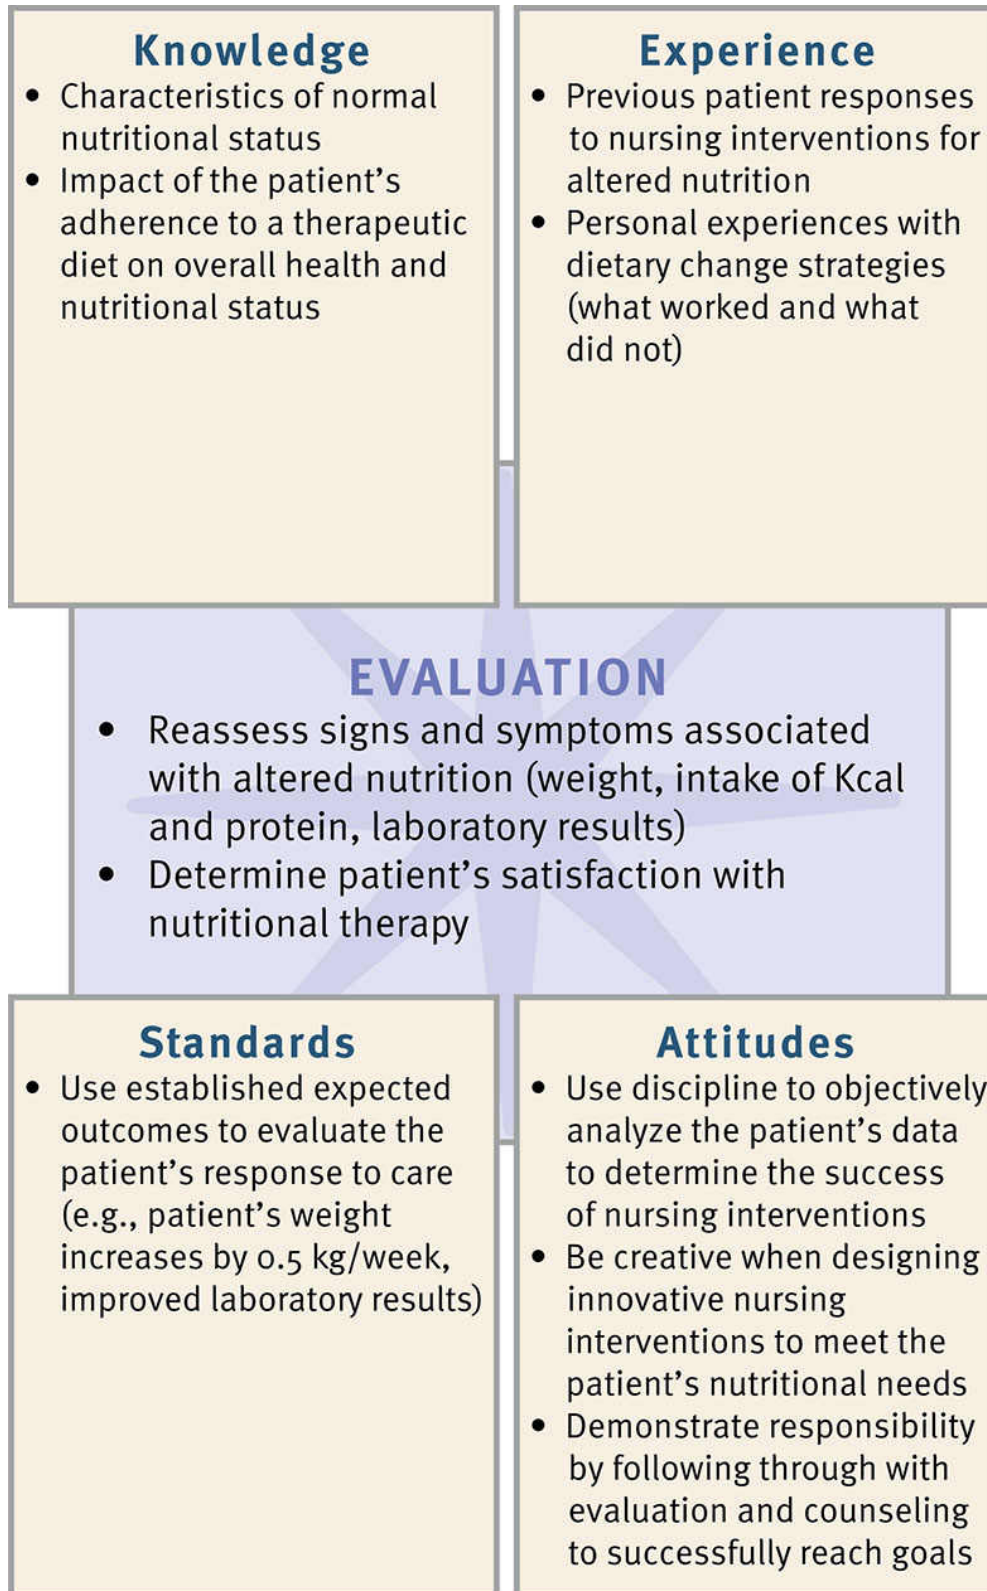 Knowledge
• Characteristics of normal
nutritional status
• Impact of the patient's
adherence to a therapeutic
diet on overall health and
nutritional status
Experience
• Previous patient responses
to nursing interventions for
altered nutrition
• Personal experiences with
dietary change strategies
(what worked and what
did not)
EVALUATION
• Reassess signs and symptoms associated
with altered nutrition (weight, intake of Kcal
and protein, laboratory results)
• Determine patient's satisfaction with
nutritional therapy
Standards
• Use established expected
outcomes to evaluate the
patient's response to care
(e.g., patient's weight
increases by 0.5 kg/week,
improved laboratory results)
Attitudes
• Use discipline to objectively
analyze the patient's data
to determine the success
of nursing interventions
• Be creative when designing
innovative nursing
interventions to meet the
patient's nutritional needs
• Demonstrate responsibility
by following through with
evaluation and counseling
to successfully reach goals